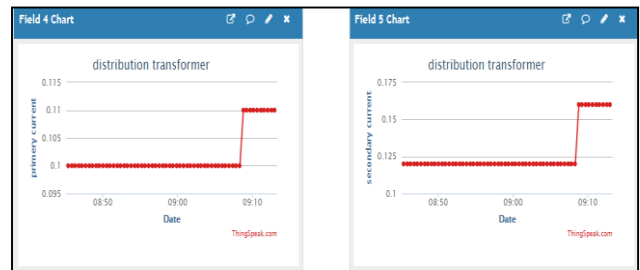 Field 4 Chart
distribution transformer
primery current
0.115
0.11
0.105
0.1
0.095
08:50 09:00 09:10
Date
ThingSpeak.com
Field 5 Chart
distribution transformer
secondary current
0.175
0.15
0.125
0.1
08:50 09:00 09:10
Date
ThingSpeak.com